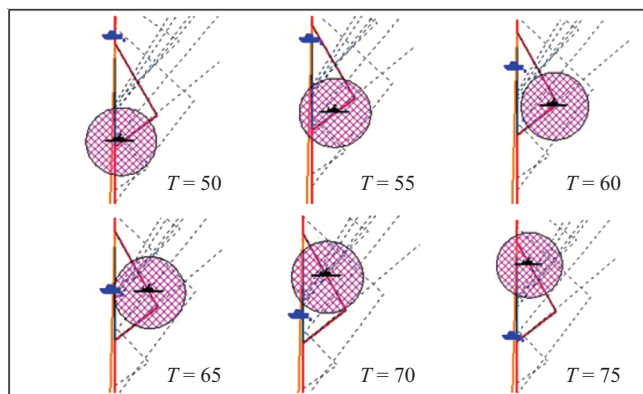 T = 50
T = 55
T = 60
T = 65
T = 70
T = 75